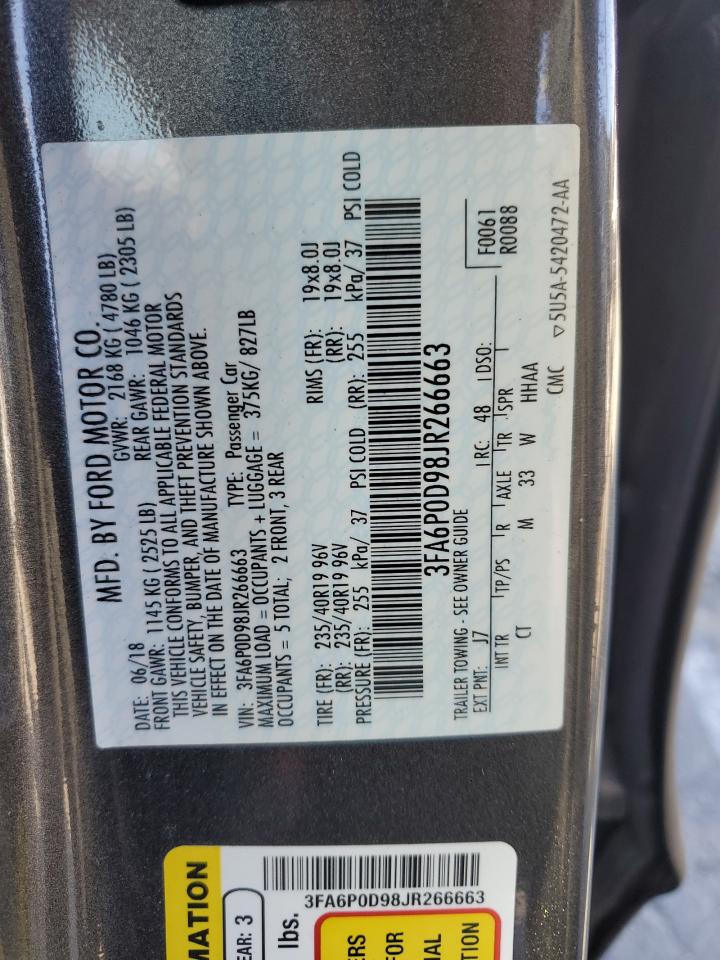 MFD. BY FORD MOTOR CO.
DATE: 06/18 GVWR: 2168 KG ( 4780 LB)
FRONT GAWR: 1145 KG ( 2525 LB) REAR GAWR: 1046 KG ( 2305 LB)
THIS VEHICLE CONFORMS TO ALL APPLICABLE FEDERAL MOTOR
VEHICLE SAFETY, BUMPER, AND THEFT PREVENTION STANDARDS
IN EFFECT ON THE DATE OF MANUFACTURE SHOWN ABOVE.
VIN: 3FA6P0D98JR266663 TYPE: Passenger Car
MAXIMUM LOAD = OCCUPANTS + LUGGAGE = 375KG/ 827LB
OCCUPANTS = 5 TOTAL; 2 FRONT, 3 REAR
TIRE (FR): 235/40R19 96V RIMS (FR): 19x8.0J
(RR): 235/40R19 96V (RR): 19x8.0J
PRESSURE (FR): 255 kPa/ 37 PSI COLD (RR): 255 kPa/ 37 PSI COLD
3FA6P0D98JR266663
TRAILER TOWING - SEE OWNER GUIDE
F0061
R0088
EXT PNT: J7 RC: 48 DSO:
INT TR TP/PS R AXLE TR SPR
CT M 33 W HHAA
CMC ▽5U5A-5420472-AA
MATION
EAR: 3
lbs.
3FA6P0D98JR266663
ERS
FOR
AL
TION